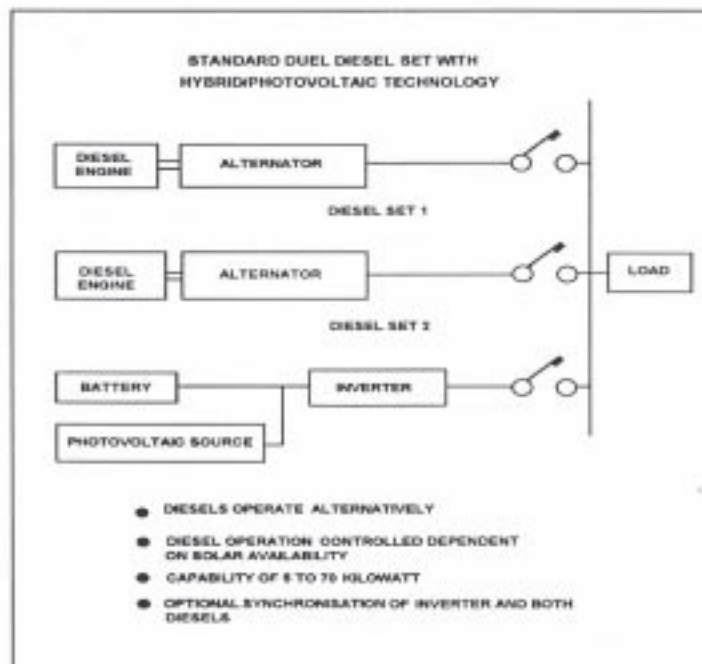 STANDARD DUEL DIESEL SET WITH
HYBRID/PHOTOVOLTAIC TECHNOLOGY
DIESEL
ENGINE
ALTERNATOR
DIESEL SET 1
DIESEL
ENGINE
ALTERNATOR
LOAD
DIESEL SET 2
BATTERY
INVERTER
PHOTOVOLTAIC SOURCE
● DIESELS OPERATE ALTERNATIVELY
● DIESEL OPERATION CONTROLLED DEPENDENT
ON SOLAR AVAILABILITY
● CAPABILITY OF 5 TO 70 KILOWATT
● OPTIONAL SYNCHRONISATION OF INVERTER AND BOTH
DIESELS